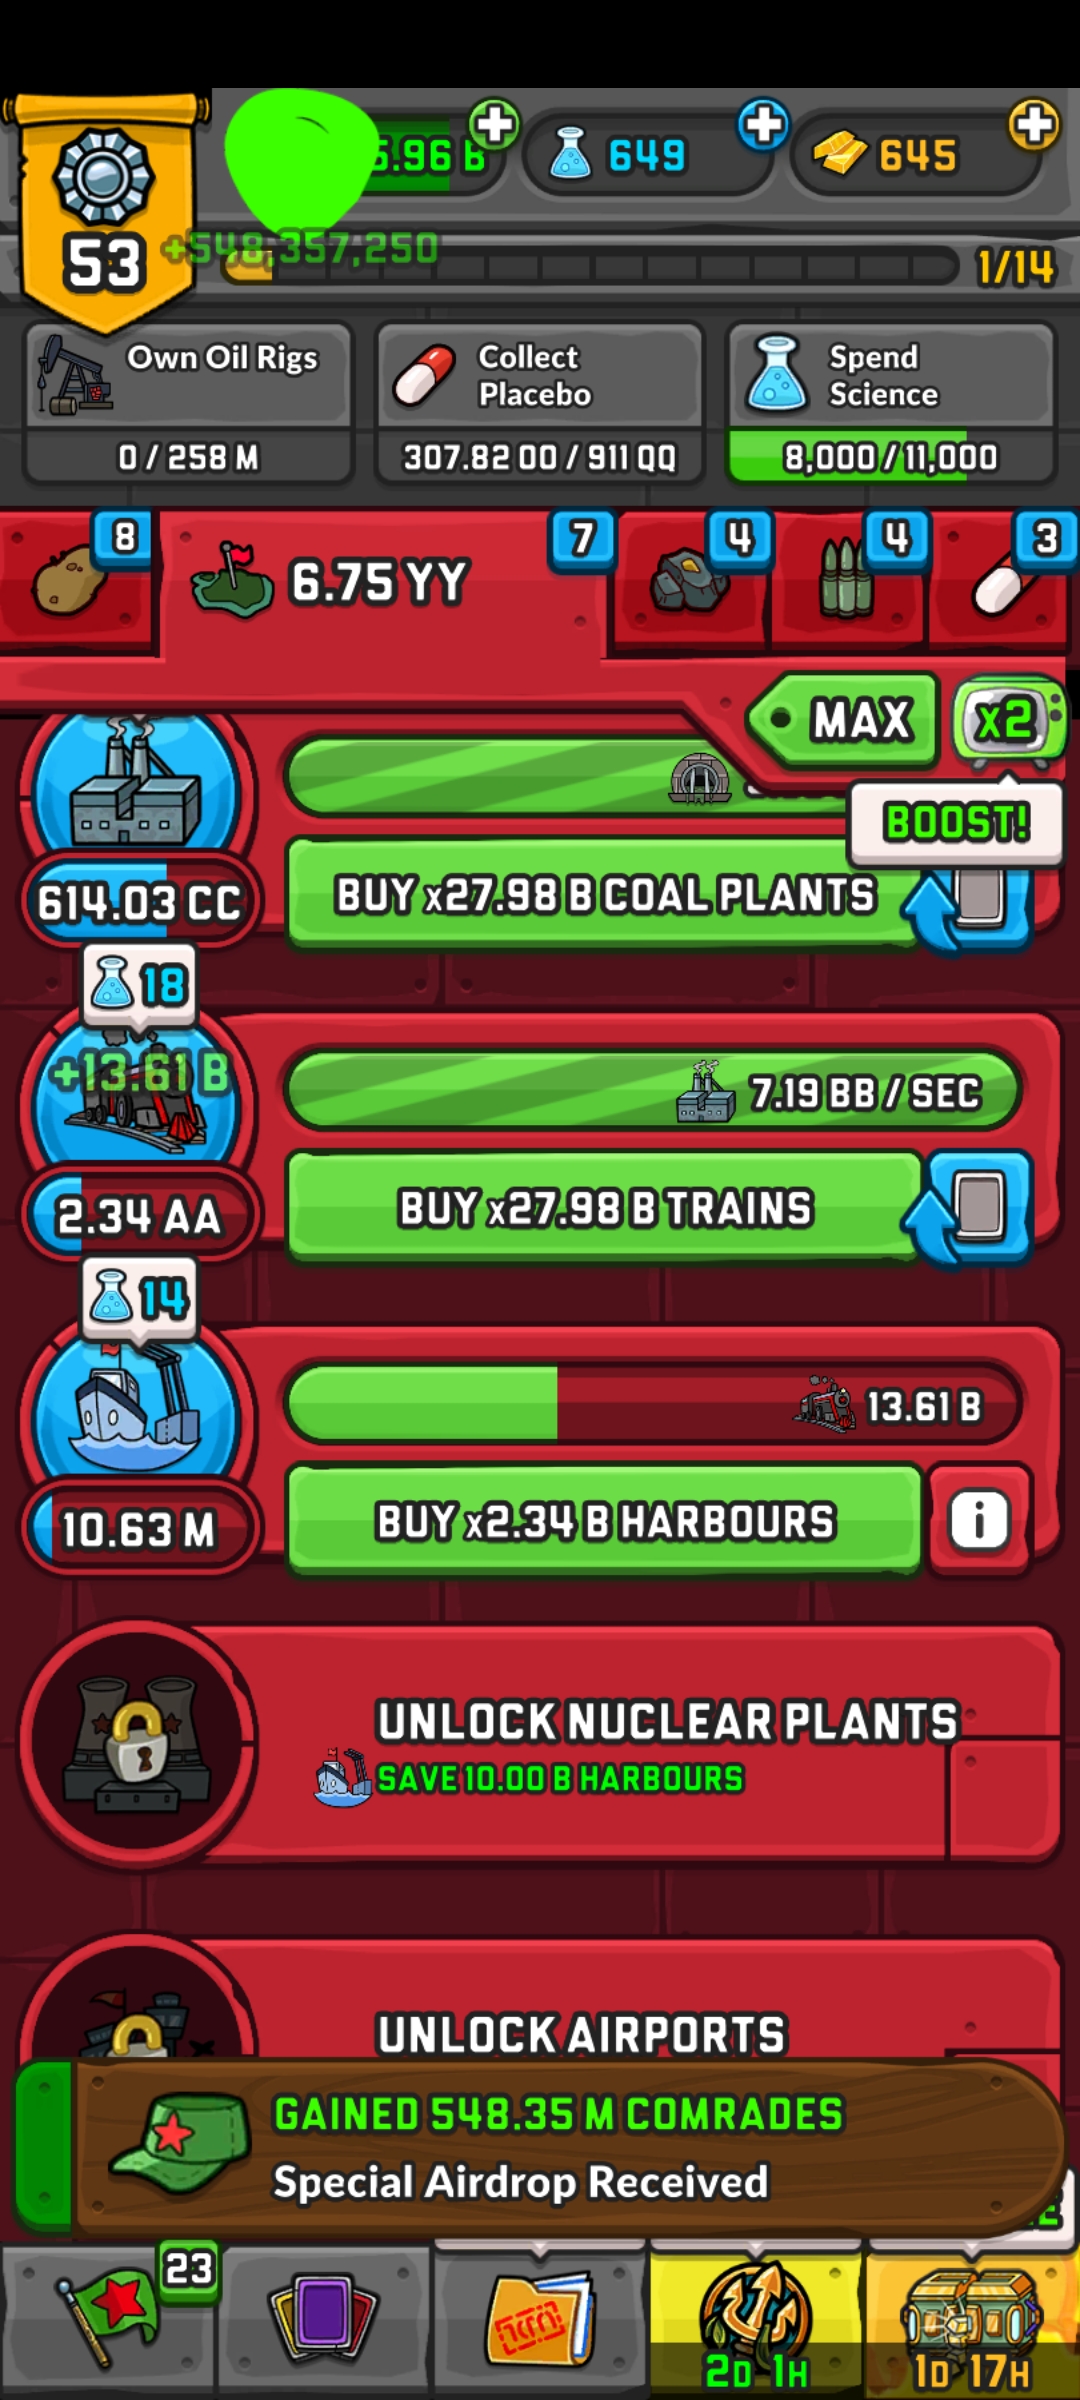 5.96 B
649
645
53
+548,357,250
1/14
Own Oil Rigs
0 / 258 M
Collect
Placebo
307.82 OO / 911 QQ
Spend
Science
8,000 / 11,000
8
6.75 YY
7
4
4
3
MAX
x2
BOOST!
614.03 CC
BUY x27.98 B COAL PLANTS
18
+13.61 B
7.19 BB / SEC
2.34 AA
BUY x27.98 B TRAINS
14
13.61 B
10.63 M
BUY x2.34 B HARBOURS
i
UNLOCK NUCLEAR PLANTS
SAVE 10.00 B HARBOURS
UNLOCK AIRPORTS
GAINED 548.35 M COMRADES
Special Airdrop Received
23
2D 1H
1D 17H